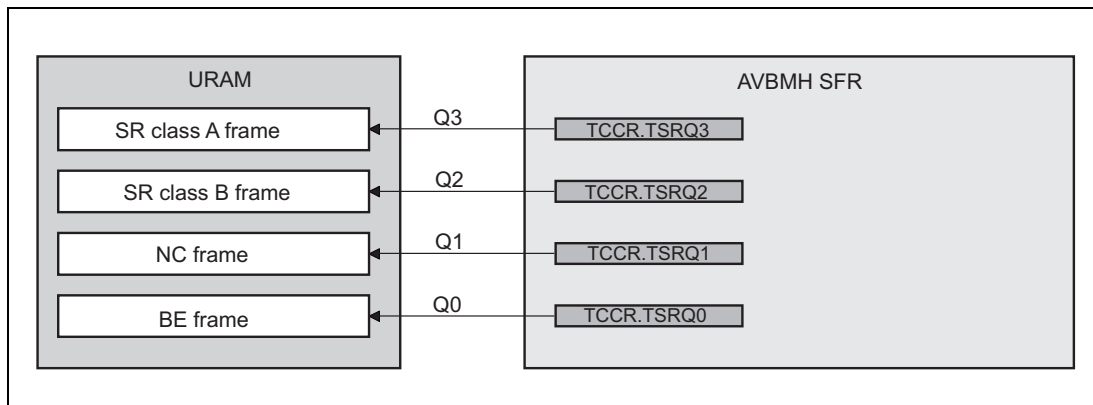 URAM
AVBMH SFR
SR class A frame
Q3
TCCR.TSRQ3
SR class B frame
Q2
TCCR.TSRQ2
NC frame
Q1
TCCR.TSRQ1
BE frame
Q0
TCCR.TSRQ0